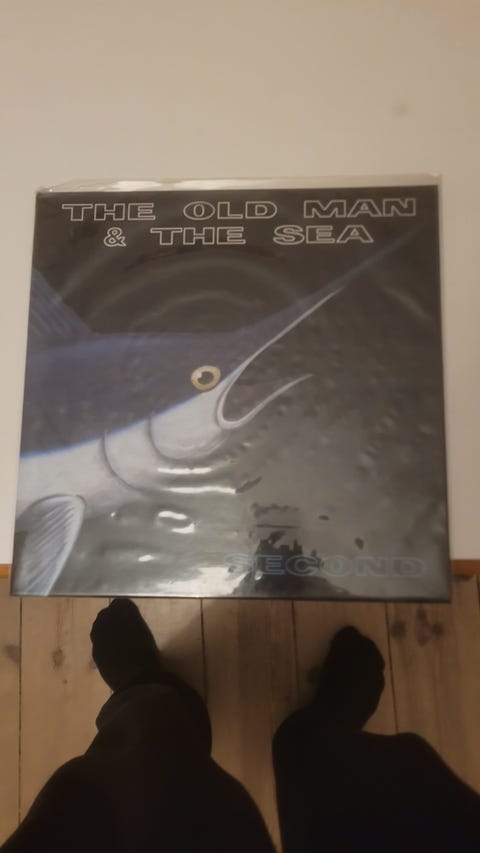 THE OLD MAN
& THE SEA
SECOND